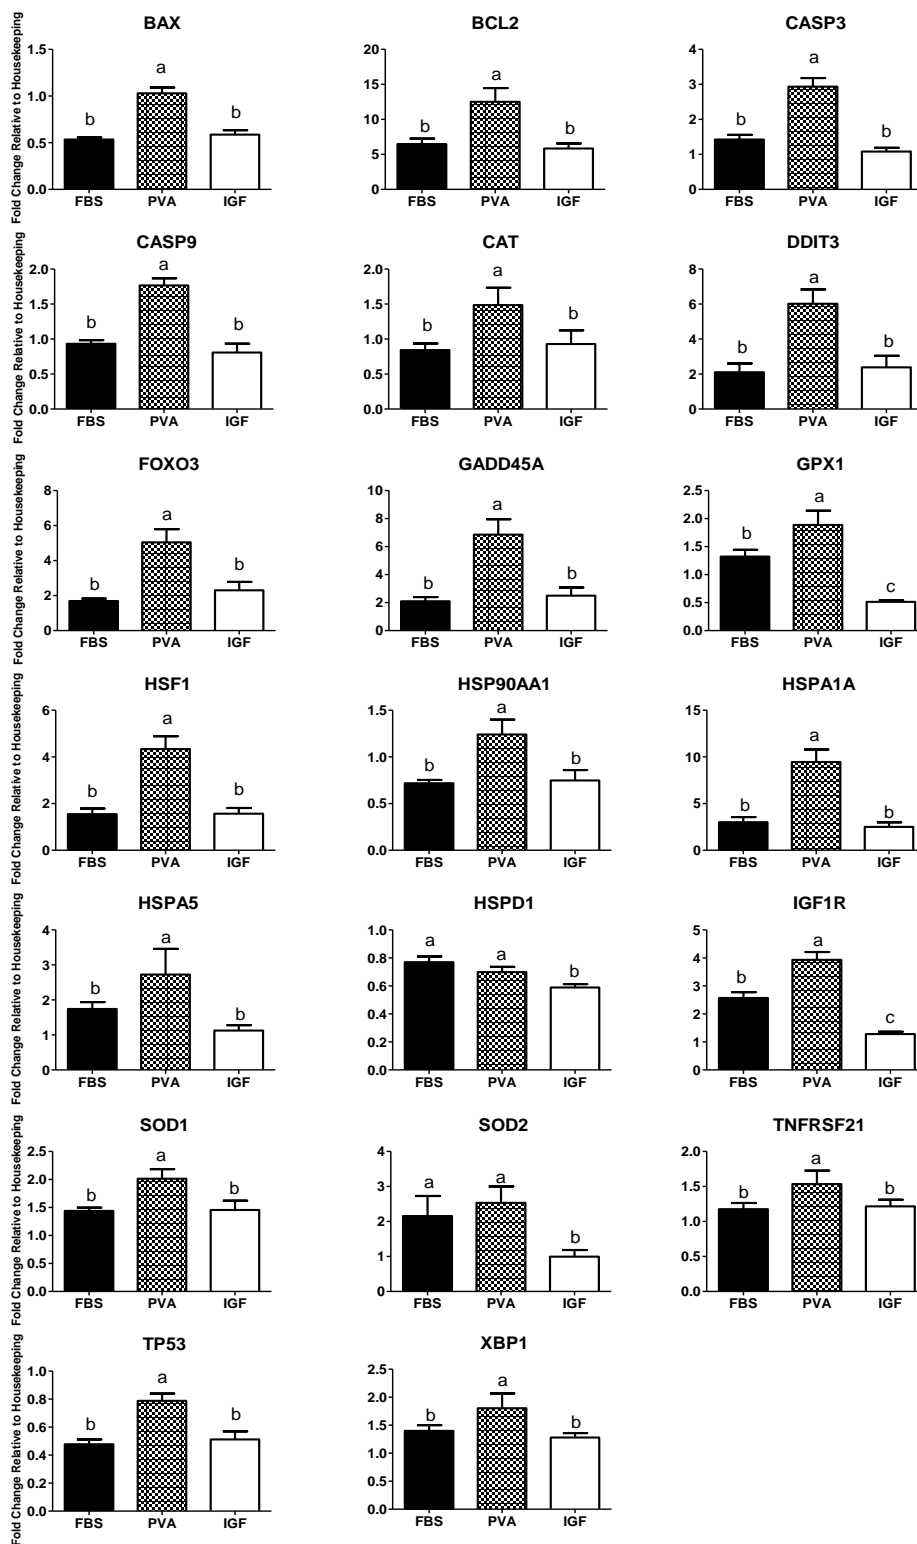 BAX
BCL2
CASP3
Fold Change Relative to Housekeeping
1.5
1.0
0.5
0.0
b
a
b
FBS PVA IGF
20
15
10
5
0
b
a
b
FBS PVA IGF
4
3
2
1
0
b
a
b
FBS PVA IGF
CASP9
CAT
DDIT3
Fold Change Relative to Housekeeping
2.0
1.5
1.0
0.5
0.0
b
a
b
FBS PVA IGF
2.0
1.5
1.0
0.5
0.0
b
a
b
FBS PVA IGF
8
6
4
2
0
b
a
b
FBS PVA IGF
FOXO3
GADD45A
GPX1
Fold Change Relative to Housekeeping
8
6
4
2
0
b
a
b
FBS PVA IGF
10
8
6
4
2
0
b
a
b
FBS PVA IGF
2.5
2.0
1.5
1.0
0.5
0.0
b
a
c
FBS PVA IGF
HSF1
HSP90AA1
HSPA1A
Fold Change Relative to Housekeeping
6
4
2
0
b
a
b
FBS PVA IGF
1.5
1.0
0.5
0.0
b
a
b
FBS PVA IGF
15
10
5
0
b
a
b
FBS PVA IGF
HSPA5
HSPD1
IGF1R
Fold Change Relative to Housekeeping
4
3
2
1
0
b
a
b
FBS PVA IGF
1.0
0.8
0.6
0.4
0.2
0.0
a
a
b
FBS PVA IGF
5
4
3
2
1
0
b
a
c
FBS PVA IGF
SOD1
SOD2
TNFRSF21
Fold Change Relative to Housekeeping
2.5
2.0
1.5
1.0
0.5
0.0
b
a
b
FBS PVA IGF
4
3
2
1
0
a
a
b
FBS PVA IGF
2.0
1.5
1.0
0.5
0.0
b
a
b
FBS PVA IGF
TP53
XBP1
Fold Change Relative to Housekeeping
1.0
0.8
0.6
0.4
0.2
0.0
b
a
b
FBS PVA IGF
2.5
2.0
1.5
1.0
0.5
0.0
b
a
b
FBS PVA IGF